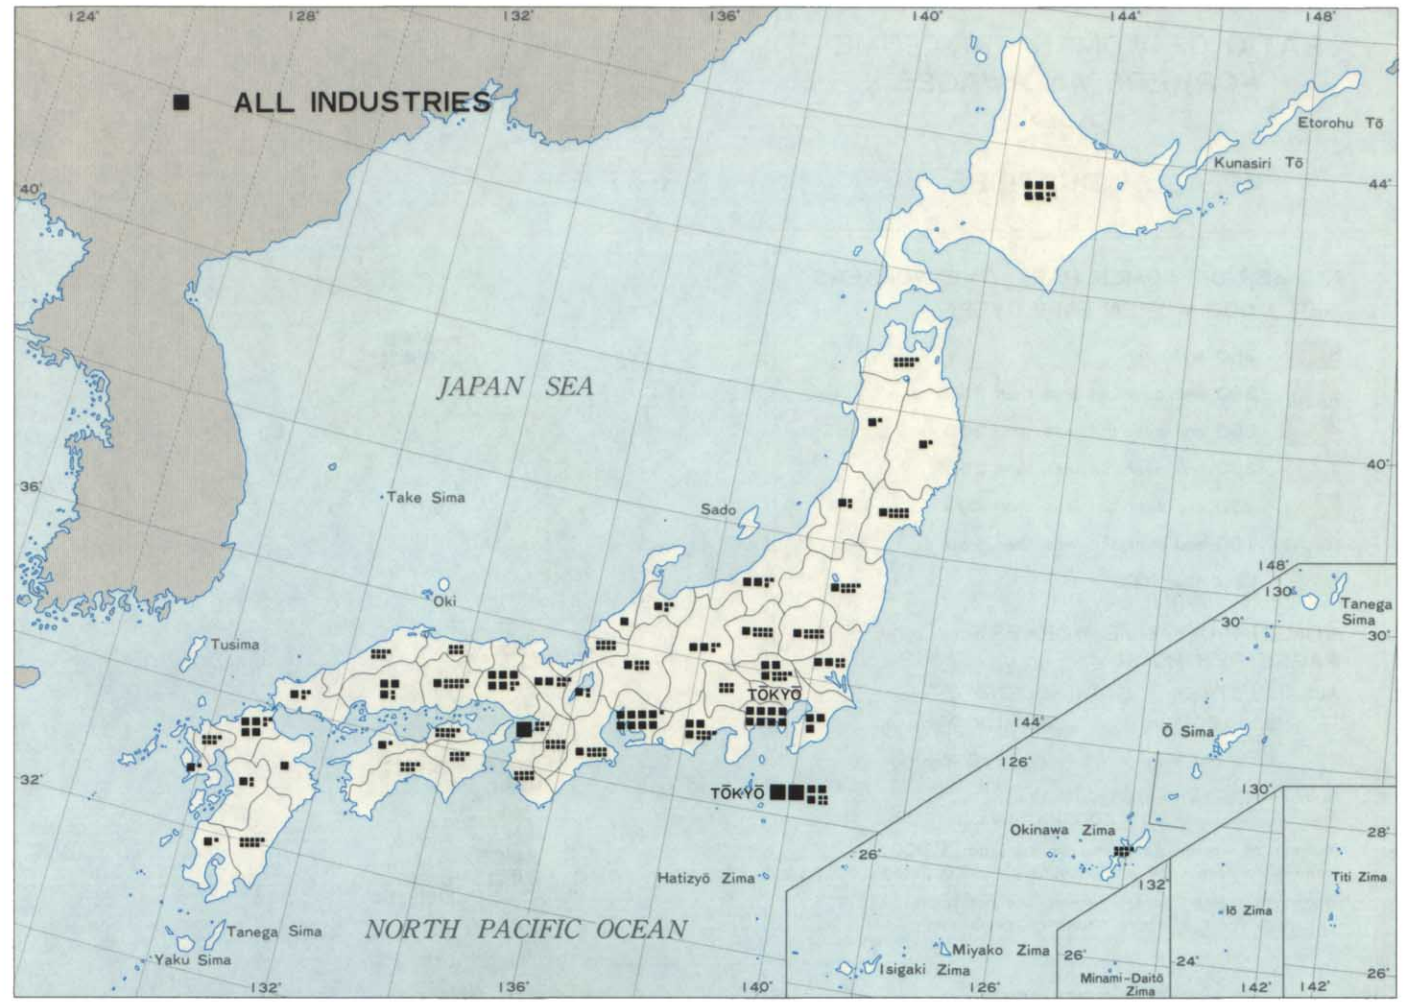 124° 128° 132° 136° 140° 144° 148°
■ ALL INDUSTRIES
Etorohu Tō
Kunasiri Tō
40°
44°
JAPAN SEA
40°
36°
Take Sima
Sado
148°
130°
Oki
Tanega
Sima
30°
30°
Tusima
TŌKYŌ
144°
Ō Sima
126°
32°
TŌKYŌ
130°
Okinawa Zima
28°
26°
Hatizyō Zima
132°
Titi Zima
Iō Zima
Tanega Sima
NORTH PACIFIC OCEAN
Miyako Zima
26°
24°
Yaku Sima
Isigaki Zima
Minami-Daitō
Zima
26°
132° 136° 140° 126° 142° 142°